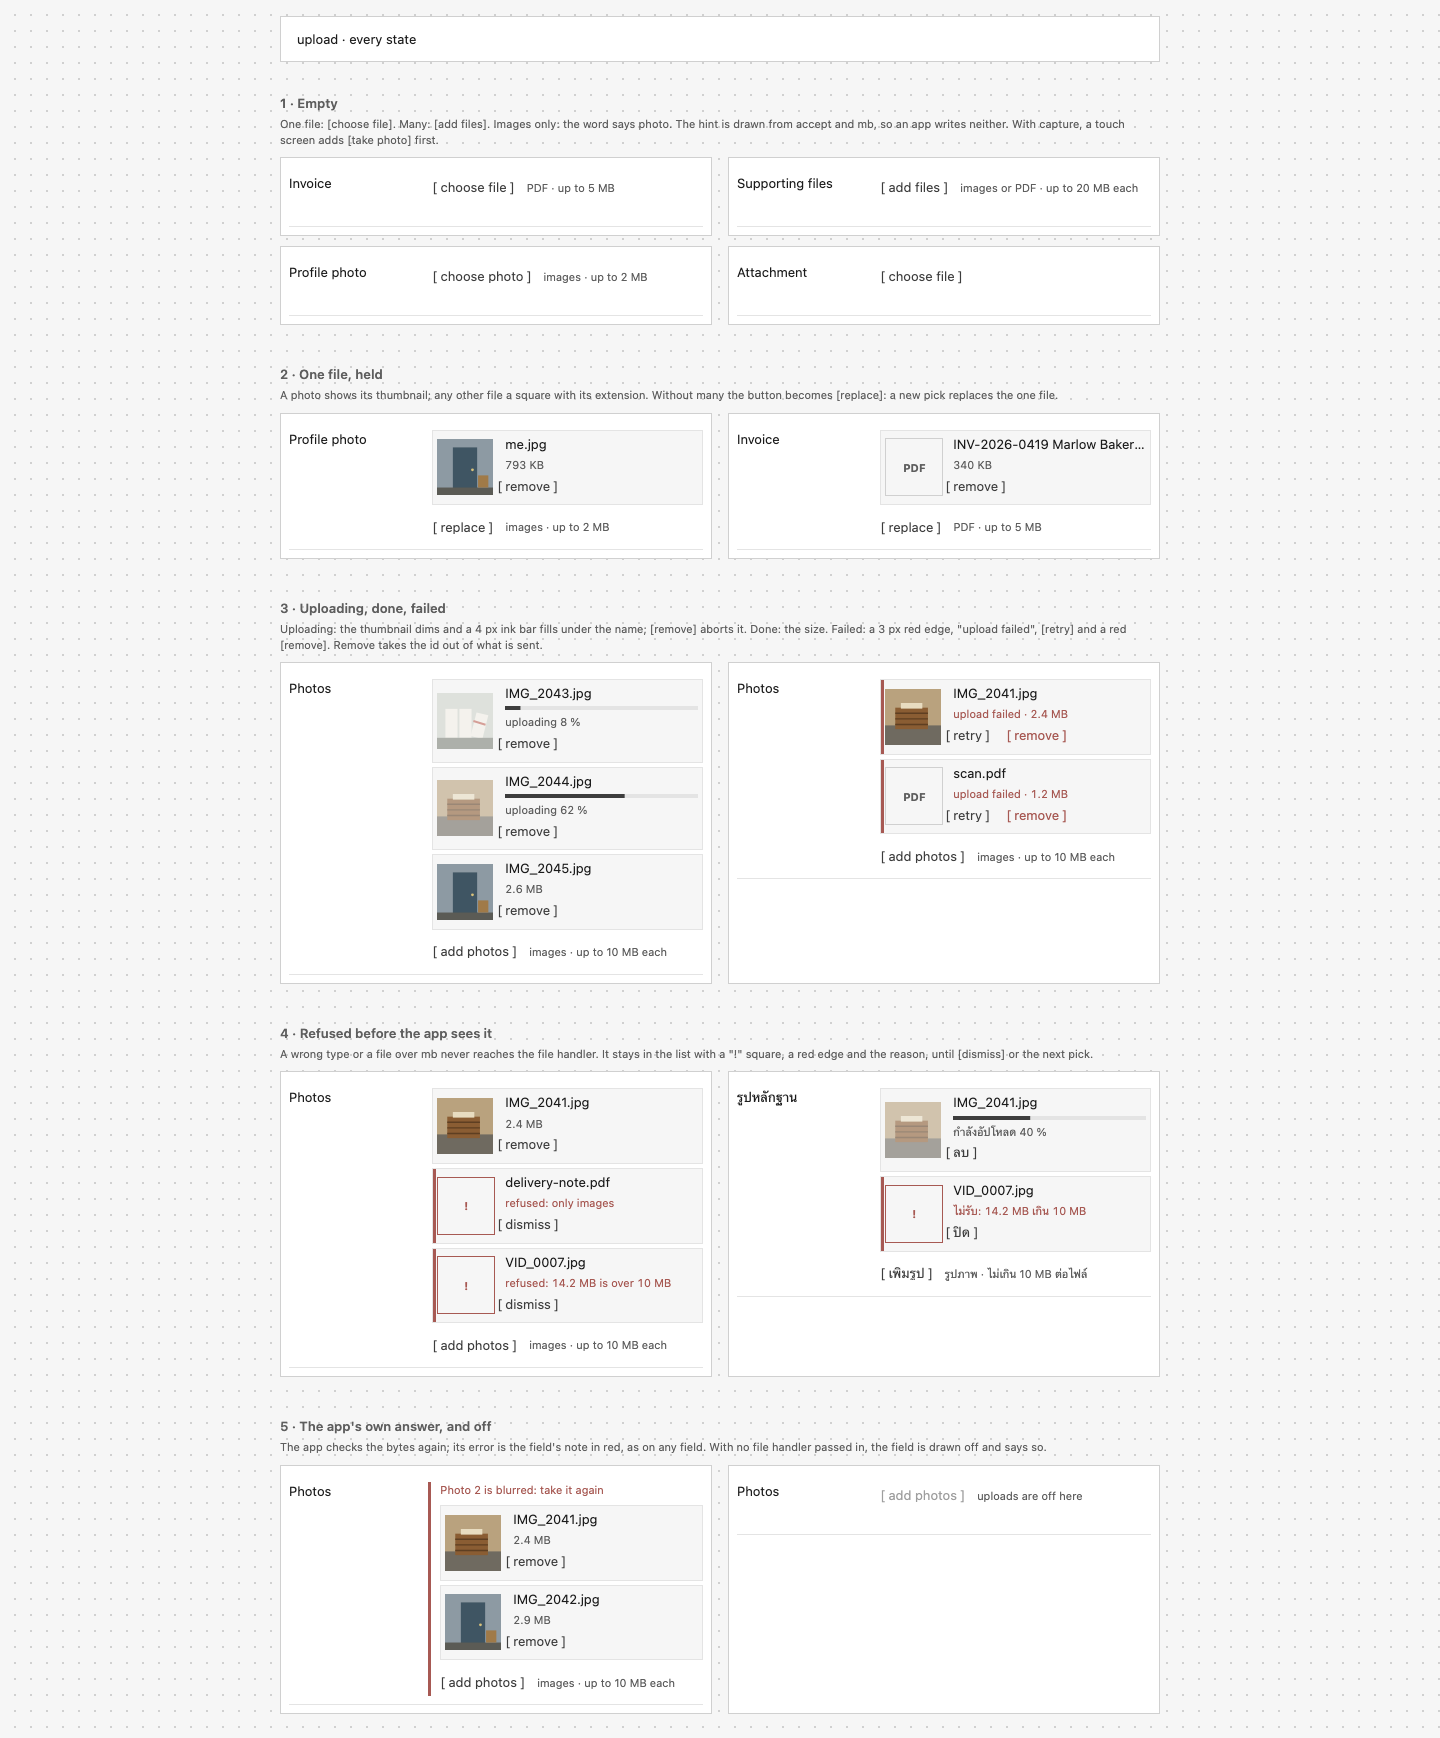 upload · every state
1 · Empty
One file: [choose file]. Many: [add files]. Images only: the word says photo. The hint is drawn from accept and mb, so an app writes neither. With capture, a touch
screen adds [take photo] first.
Invoice
[ choose file ] PDF · up to 5 MB
Supporting files
[ add files ] images or PDF · up to 20 MB each
Profile photo
[ choose photo ] images · up to 2 MB
Attachment
[ choose file ]
2 · One file, held
A photo shows its thumbnail; any other file a square with its extension. Without many the button becomes [replace]: a new pick replaces the one file.
Profile photo
me.jpg
793 KB
[ remove ]
[ replace ] images · up to 2 MB
Invoice
PDF
INV-2026-0419 Marlow Baker...
340 KB
[ remove ]
[ replace ] PDF · up to 5 MB
3 · Uploading, done, failed
Uploading: the thumbnail dims and a 4 px ink bar fills under the name; [remove] aborts it. Done: the size. Failed: a 3 px red edge, "upload failed", [retry] and a red
[remove]. Remove takes the id out of what is sent.
Photos
IMG_2043.jpg
uploading 8 %
[ remove ]
IMG_2044.jpg
uploading 62 %
[ remove ]
IMG_2045.jpg
2.6 MB
[ remove ]
[ add photos ] images · up to 10 MB each
Photos
IMG_2041.jpg
upload failed · 2.4 MB
[ retry ] [ remove ]
PDF
scan.pdf
upload failed · 1.2 MB
[ retry ] [ remove ]
[ add photos ] images · up to 10 MB each
4 · Refused before the app sees it
A wrong type or a file over mb never reaches the file handler. It stays in the list with a "!" square, a red edge and the reason, until [dismiss] or the next pick.
Photos
IMG_2041.jpg
2.4 MB
[ remove ]
!
delivery-note.pdf
refused: only images
[ dismiss ]
!
VID_0007.jpg
refused: 14.2 MB is over 10 MB
[ dismiss ]
[ add photos ] images · up to 10 MB each
รูปหลักฐาน
IMG_2041.jpg
กำลังอัปโหลด 40 %
[ ลบ ]
!
VID_0007.jpg
ไม่รับ: 14.2 MB เกิน 10 MB
[ ปิด ]
[ เพิ่มรูป ] รูปภาพ · ไม่เกิน 10 MB ต่อไฟล์
5 · The app's own answer, and off
The app checks the bytes again; its error is the field's note in red, as on any field. With no file handler passed in, the field is drawn off and says so.
Photos
Photo 2 is blurred: take it again
IMG_2041.jpg
2.4 MB
[ remove ]
IMG_2042.jpg
2.9 MB
[ remove ]
[ add photos ] images · up to 10 MB each
Photos
[ add photos ] uploads are off here